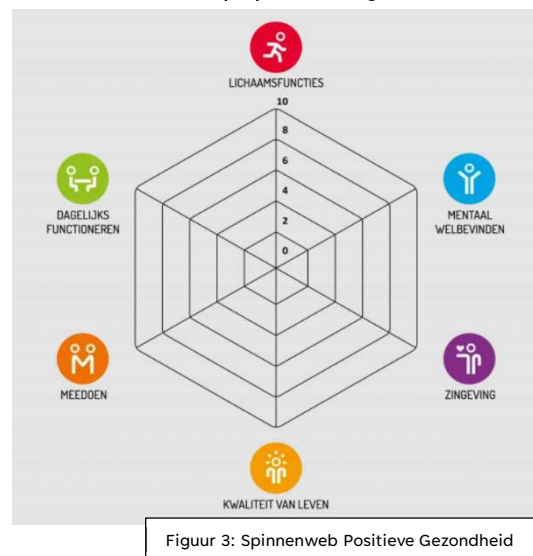 LICHAAMSFUNCTIES
10
8
6
4
2
0
DAGELIJKS
FUNCTIONEREN
MENTAAL
WELBEVINDEN
MEEDOEN
ZINGEVING
KWALITEIT VAN LEVEN
Figuur 3: Spinnenweb Positieve Gezondheid